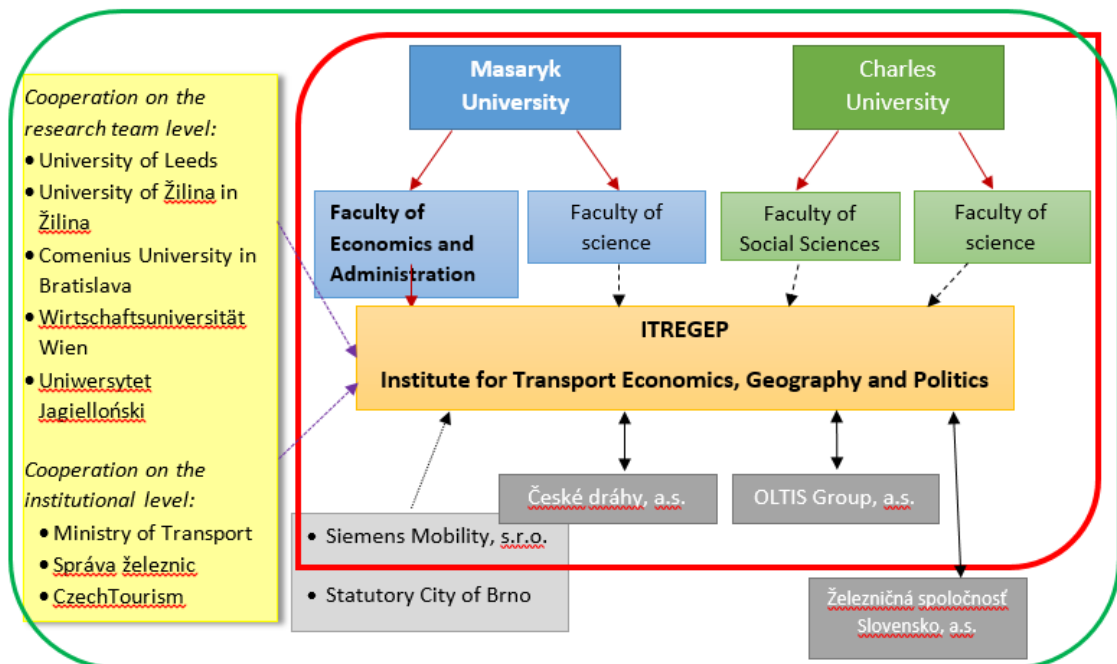 Masaryk
University
Charles
University
Cooperation on the
research team level:
• University of Leeds
• University of Žilina in
Žilina
• Comenius University in
Bratislava
• Wirtschaftsuniversität
Wien
• Uniwersytet
Jagielloński
Cooperation on the
institutional level:
• Ministry of Transport
• Správa železnic
• CzechTourism
Faculty of
Economics and
Administration
Faculty of
science
Faculty of
Social Sciences
Faculty of
science
ITREGEP
Institute for Transport Economics, Geography and Politics
České dráhy, a.s.
OLTIS Group, a.s.
• Siemens Mobility, s.r.o.
• Statutory City of Brno
Železničná spoločnosť
Slovensko, a.s.